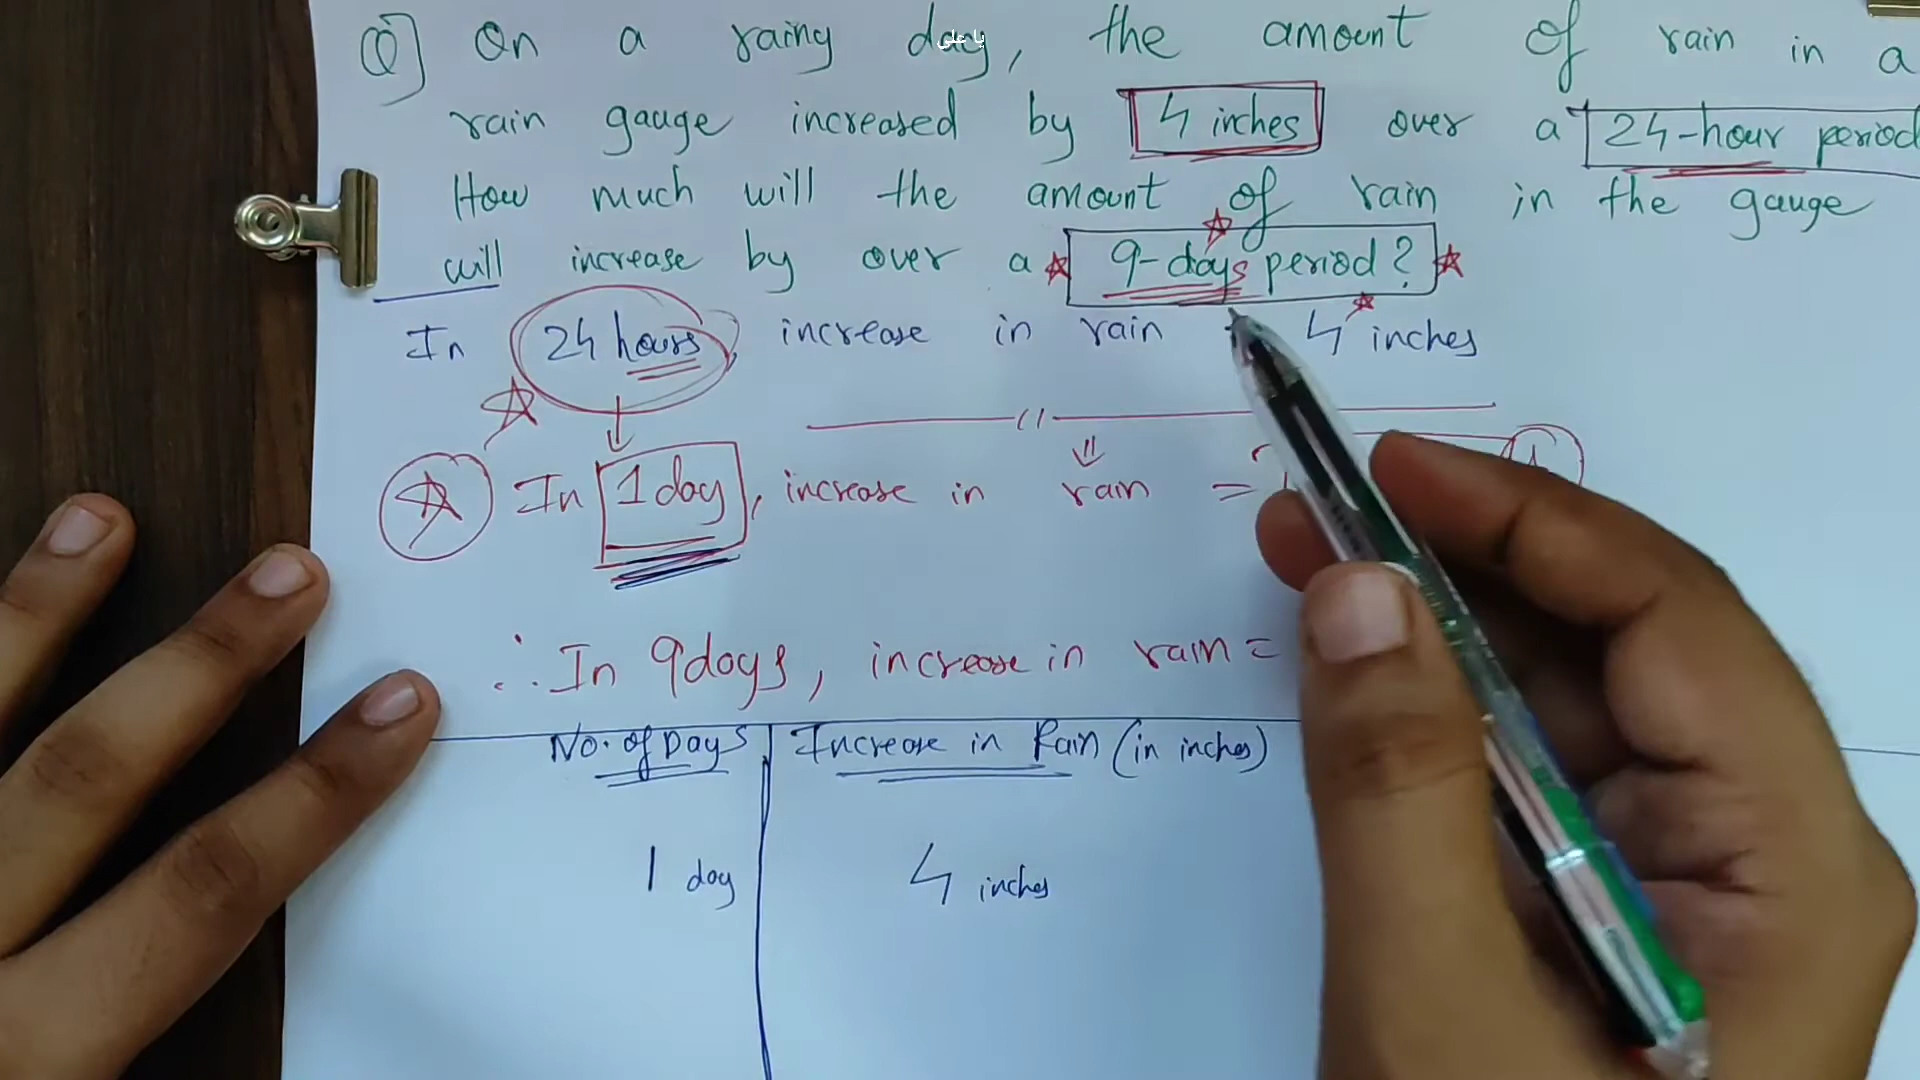 Q] On a rainy day, the amount of rain in a
يا علي
rain gauge increased by 4 inches over a 24-hour period
How much will the amount of rain in the gauge
will increase by over a 9-days period?
In 24 hours, increase in rain 4 inches
In 1 day, increase in rain =
∴ In 9 days, increase in rain =
No. of Days Increase in Rain (in inches)
1 day 4 inches